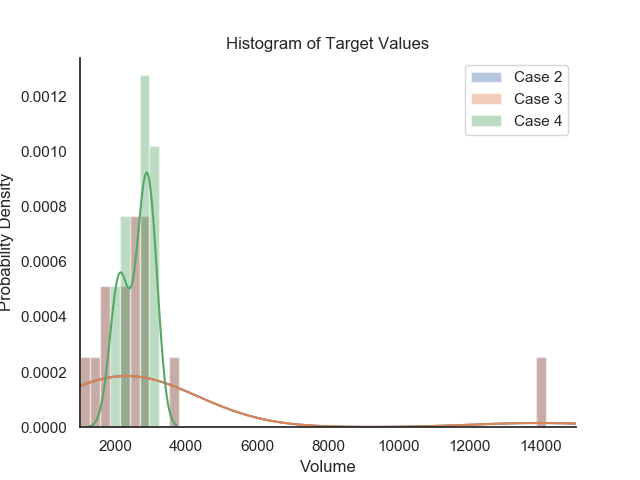 Histogram of Target Values
Case 2
Case 3
Case 4
Probability Density
0.0012
0.0010
0.0008
0.0006
0.0004
0.0002
0.0000
2000 4000 6000 8000 10000 12000 14000
Volume